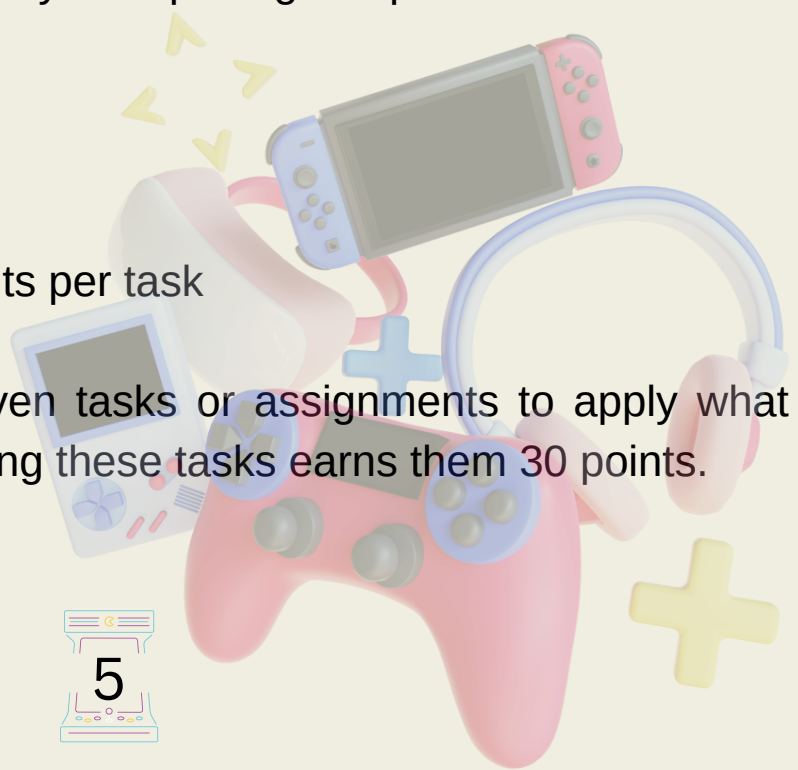 ts per task
ven tasks or assignments to apply what
ng these tasks earns them 30 points.
5